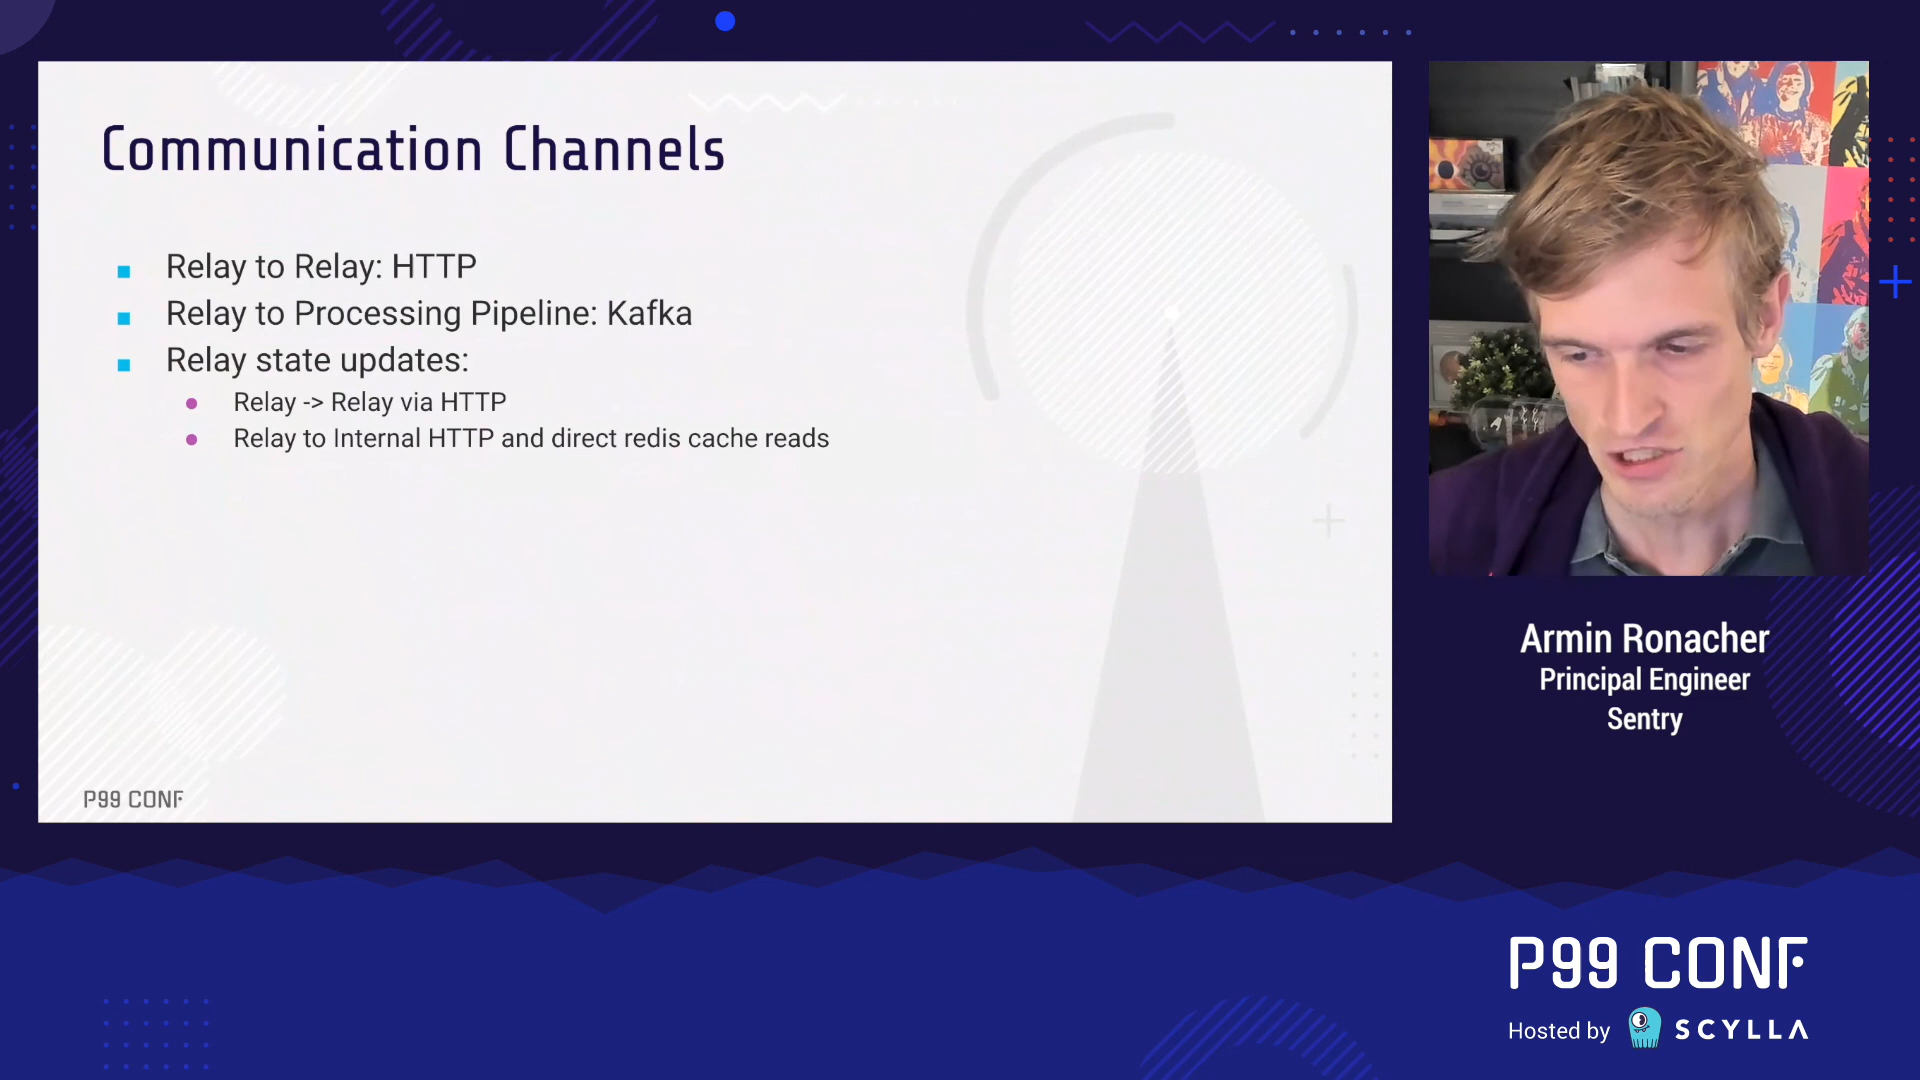 Communication Channels
Relay to Relay: HTTP
Relay to Processing Pipeline: Kafka
Relay state updates:
Relay -> Relay via HTTP
Relay to Internal HTTP and direct redis cache reads
P99 CONF
Armin Ronacher
Principal Engineer
Sentry
P99 CONF
Hosted by SCYLLA